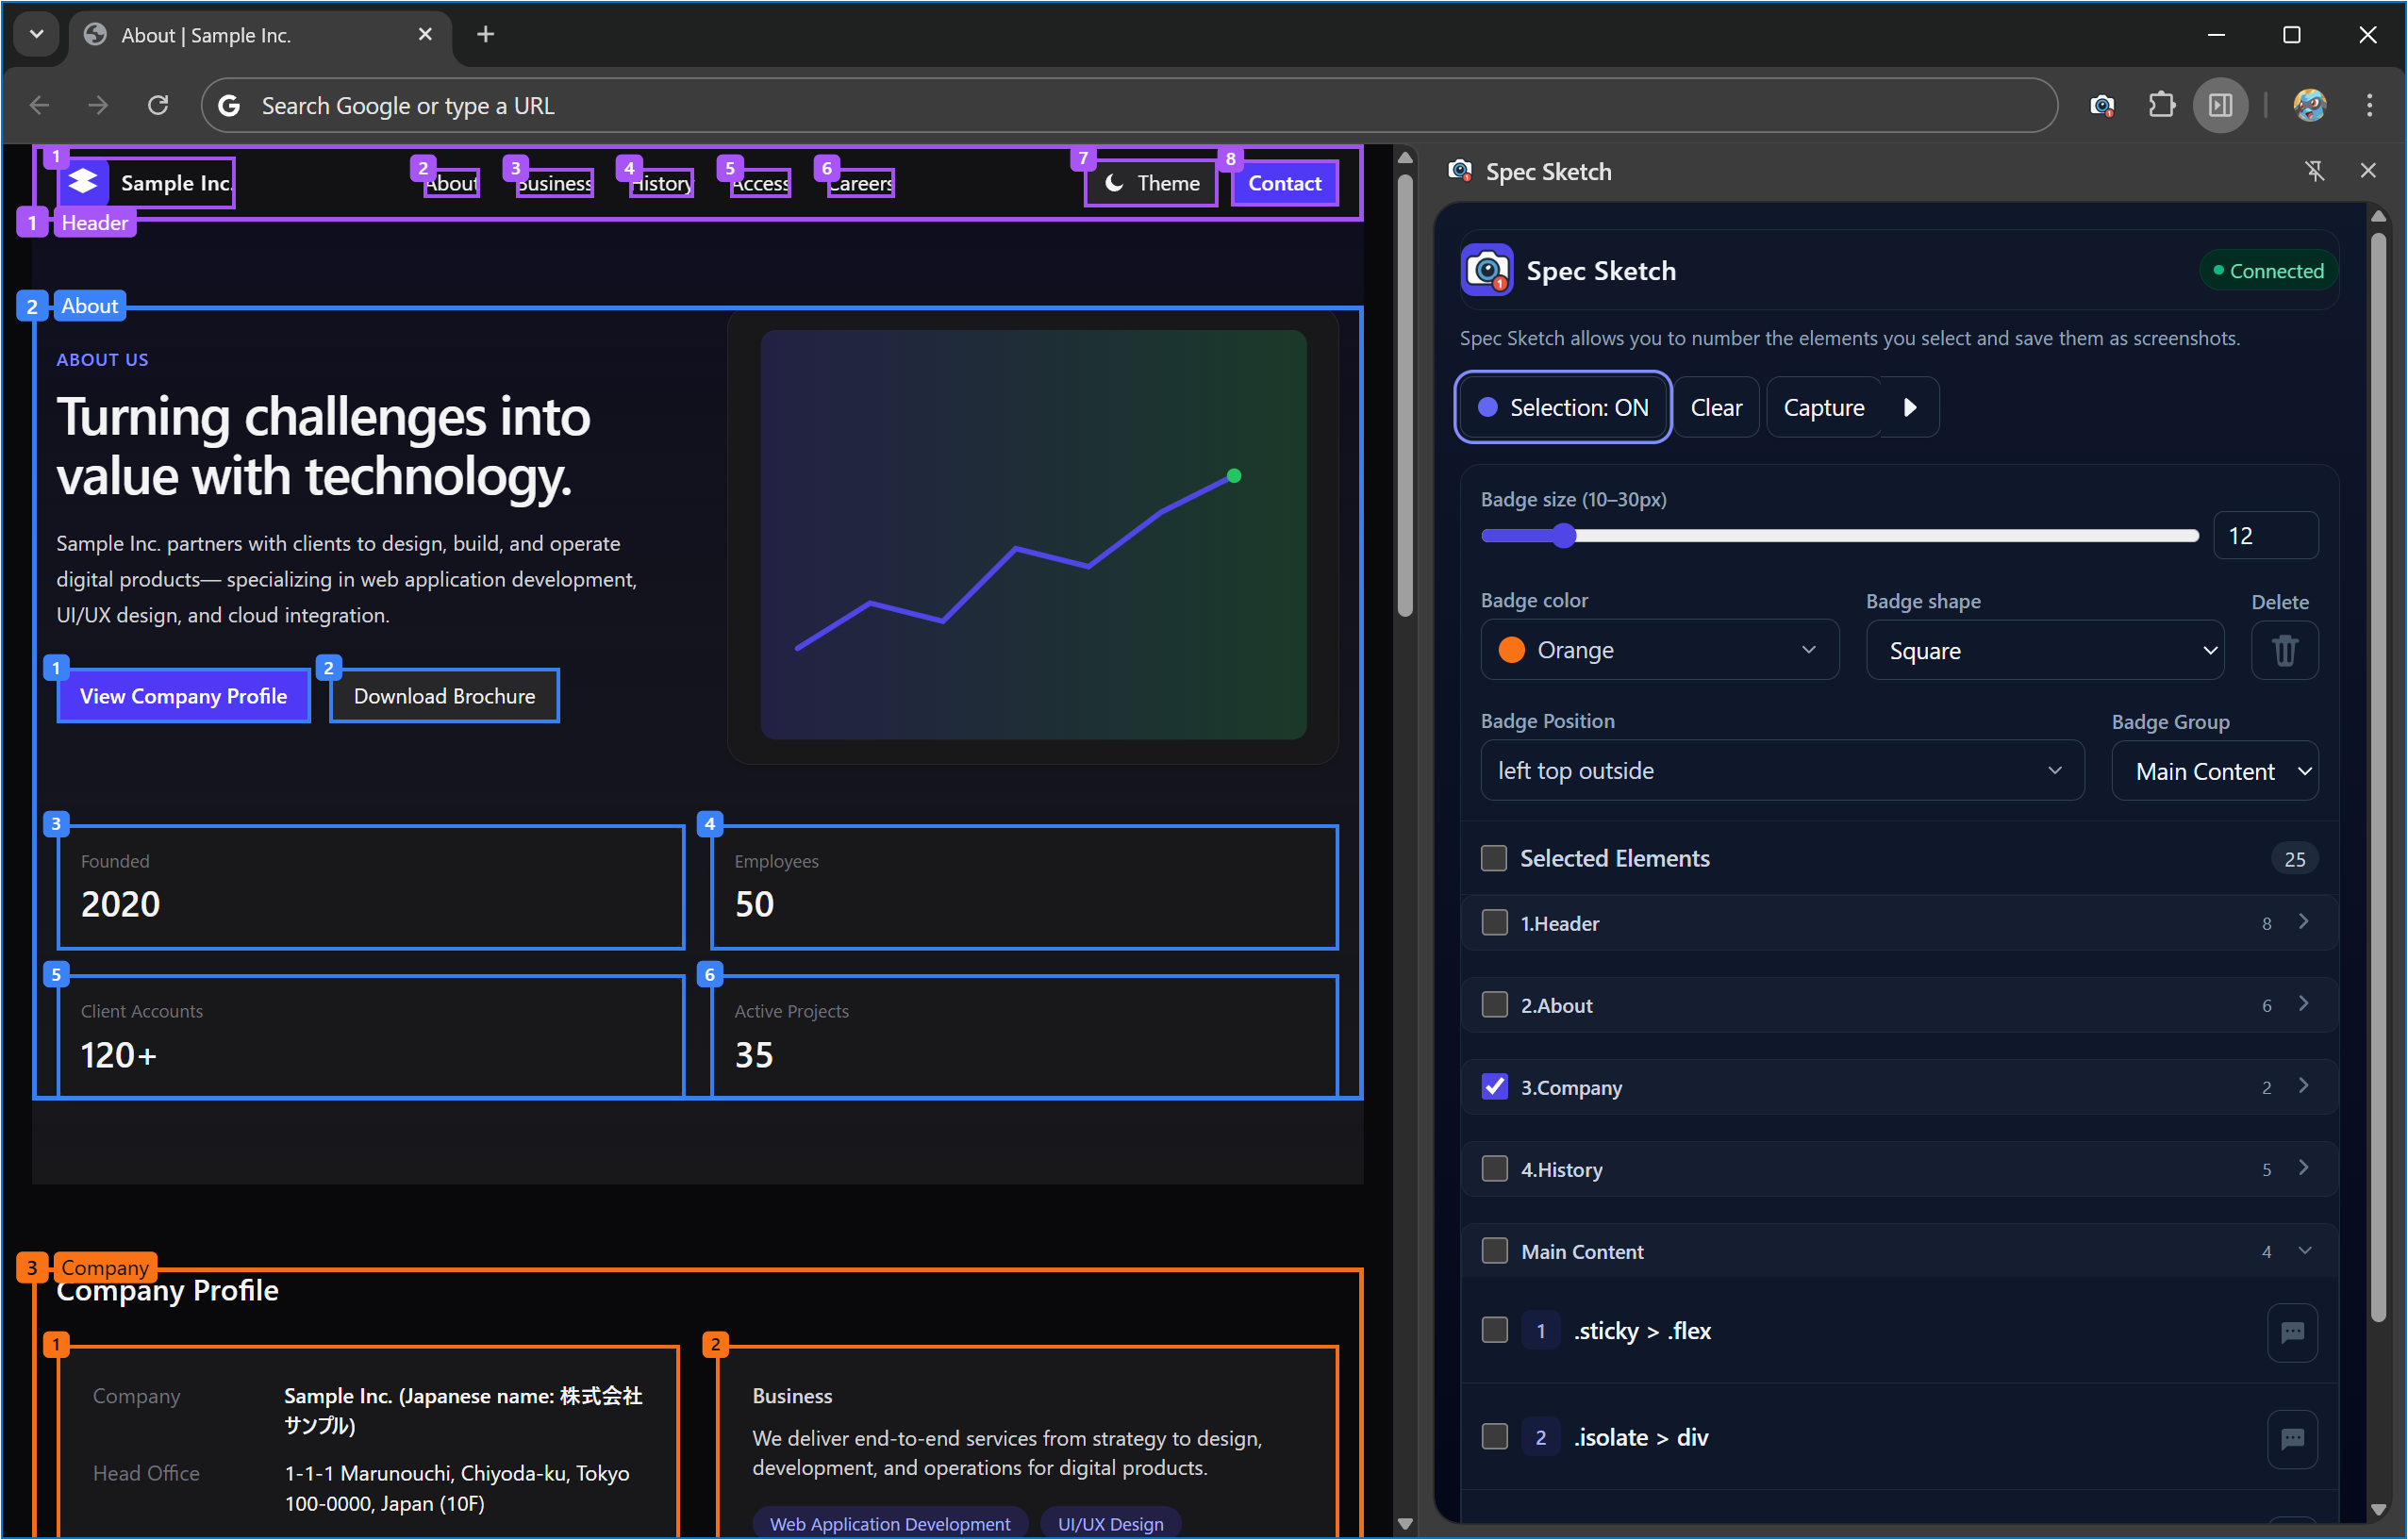 About | Sample Inc.
Search Google or type a URL
1
Sample Inc.
2
About
3
Business
4
History
5
Access
6
Careers
7
Theme
8
Contact
1 Header
2 About
ABOUT US
Turning challenges into
value with technology.
Sample Inc. partners with clients to design, build, and operate
digital products— specializing in web application development,
UI/UX design, and cloud integration.
1
View Company Profile
2
Download Brochure
3
Founded
2020
4
Employees
50
5
Client Accounts
120+
6
Active Projects
35
3 Company
Company Profile
1
Company
Sample Inc. (Japanese name: 株式会社
サンプル)
Head Office
1-1-1 Marunouchi, Chiyoda-ku, Tokyo
100-0000, Japan (10F)
2
Business
We deliver end-to-end services from strategy to design,
development, and operations for digital products.
Web Application Development
UI/UX Design
Spec Sketch
Spec Sketch
Connected
Spec Sketch allows you to number the elements you select and save them as screenshots.
Selection: ON
Clear
Capture
Badge size (10–30px)
12
Badge color
Orange
Badge shape
Square
Delete
Badge Position
left top outside
Badge Group
Main Content
Selected Elements 25
1.Header 8
2.About 6
3.Company 2
4.History 5
Main Content 4
1 .sticky > .flex
2 .isolate > div